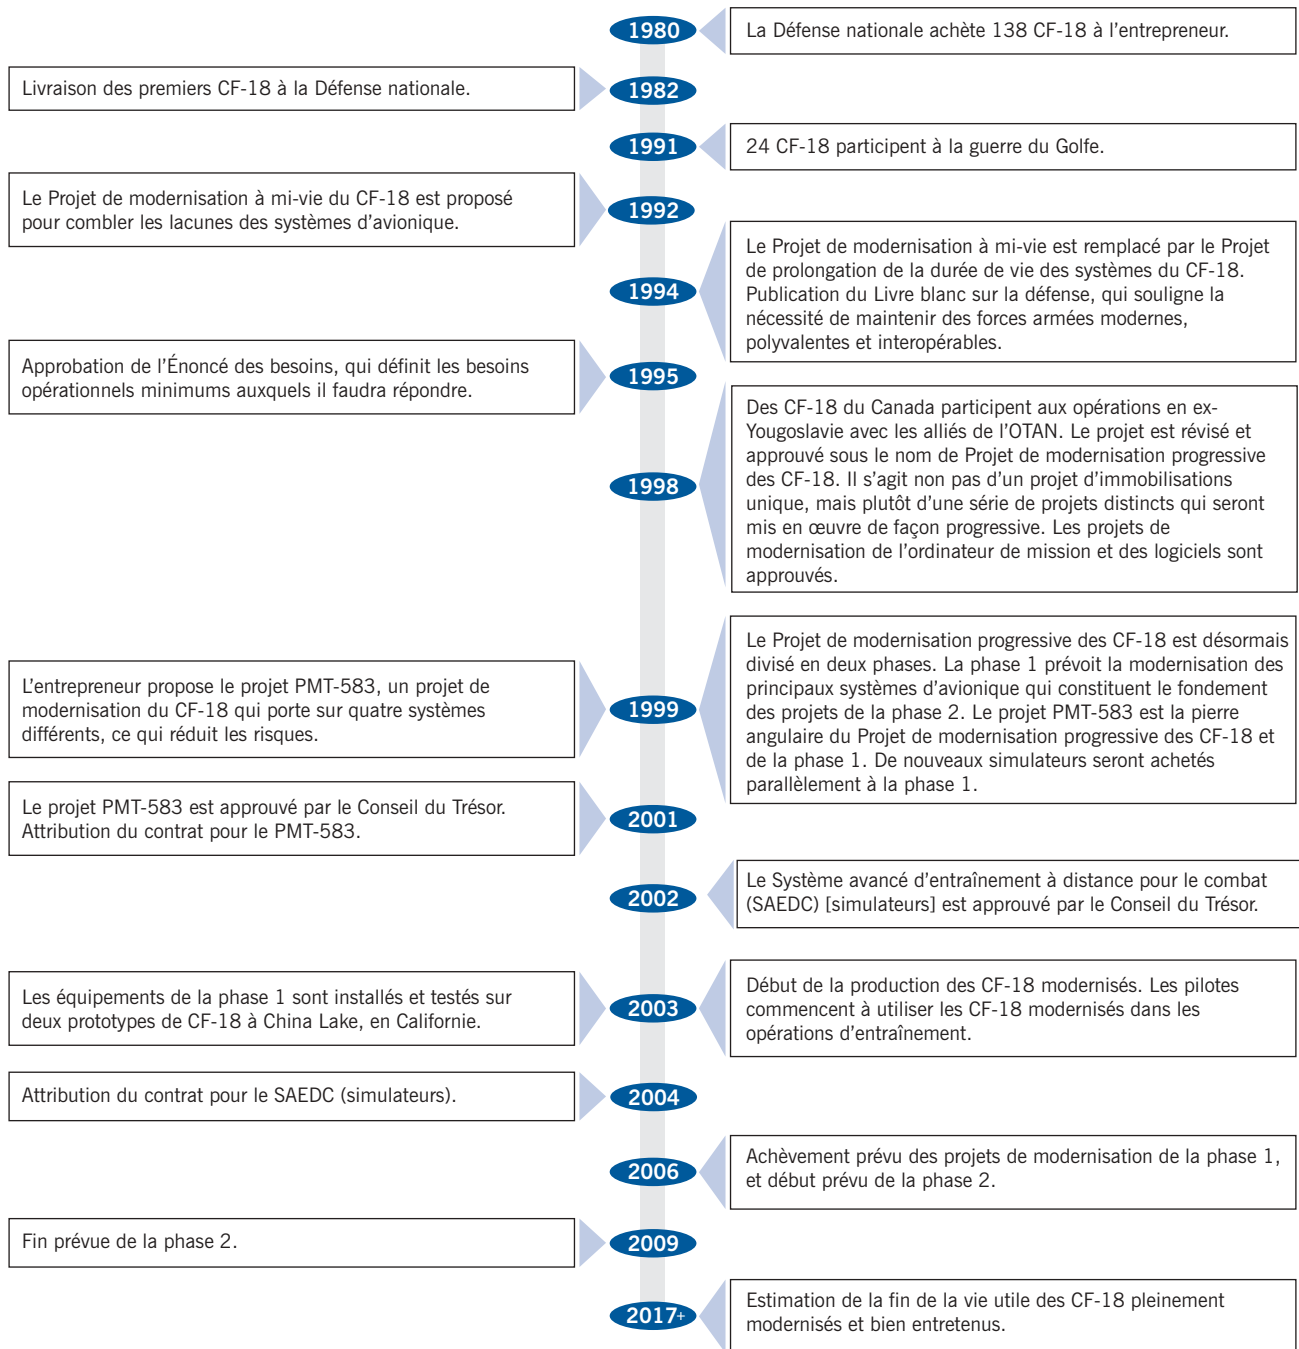 1980
La Défense nationale achète 138 CF-18 à l’entrepreneur.
Livraison des premiers CF-18 à la Défense nationale.
1982
1991
24 CF-18 participent à la guerre du Golfe.
Le Projet de modernisation à mi-vie du CF-18 est proposé
pour combler les lacunes des systèmes d’avionique.
1992
1994
Le Projet de modernisation à mi-vie est remplacé par le Projet
de prolongation de la durée de vie des systèmes du CF-18.
Publication du Livre blanc sur la défense, qui souligne la
nécessité de maintenir des forces armées modernes,
polyvalentes et interopérables.
Approbation de l’Énoncé des besoins, qui définit les besoins
opérationnels minimums auxquels il faudra répondre.
1995
1998
Des CF-18 du Canada participent aux opérations en ex-
Yougoslavie avec les alliés de l’OTAN. Le projet est révisé et
approuvé sous le nom de Projet de modernisation progressive
des CF-18. Il s’agit non pas d’un projet d’immobilisations
unique, mais plutôt d’une série de projets distincts qui seront
mis en œuvre de façon progressive. Les projets de
modernisation de l’ordinateur de mission et des logiciels sont
approuvés.
L’entrepreneur propose le projet PMT-583, un projet de
modernisation du CF-18 qui porte sur quatre systèmes
différents, ce qui réduit les risques.
1999
Le Projet de modernisation progressive des CF-18 est désormais
divisé en deux phases. La phase 1 prévoit la modernisation des
principaux systèmes d’avionique qui constituent le fondement
des projets de la phase 2. Le projet PMT-583 est la pierre
angulaire du Projet de modernisation progressive des CF-18 et
de la phase 1. De nouveaux simulateurs seront achetés
parallèlement à la phase 1.
Le projet PMT-583 est approuvé par le Conseil du Trésor.
Attribution du contrat pour le PMT-583.
2001
2002
Le Système avancé d’entraînement à distance pour le combat
(SAEDC) [simulateurs] est approuvé par le Conseil du Trésor.
Les équipements de la phase 1 sont installés et testés sur
deux prototypes de CF-18 à China Lake, en Californie.
2003
Début de la production des CF-18 modernisés. Les pilotes
commencent à utiliser les CF-18 modernisés dans les
opérations d’entraînement.
Attribution du contrat pour le SAEDC (simulateurs).
2004
2006
Achèvement prévu des projets de modernisation de la phase 1,
et début prévu de la phase 2.
Fin prévue de la phase 2.
2009
2017+
Estimation de la fin de la vie utile des CF-18 pleinement
modernisés et bien entretenus.